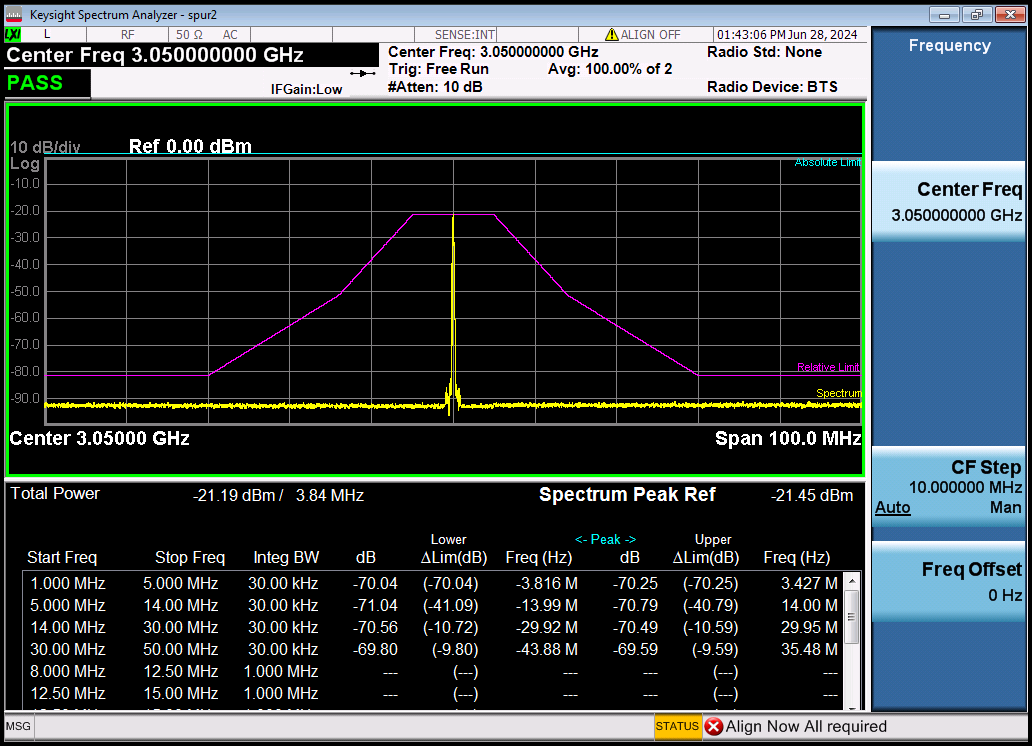 Keysight Spectrum Analyzer - spur2
LXI L RF 50 Ω AC SENSE:INT ALIGN OFF 01:43:06 PM Jun 28, 2024
Center Freq 3.050000000 GHz
PASS
IFGain:Low
Center Freq: 3.050000000 GHz
Trig: Free Run Avg: 100.00% of 2
#Atten: 10 dB
Radio Std: None
Radio Device: BTS
10 dB/div Ref 0.00 dBm
Log
Absolute Limit
-10.0
-20.0
-30.0
-40.0
-50.0
-60.0
-70.0
Relative Limit
-80.0
Spectrum
-90.0
Center 3.05000 GHz Span 100.0 MHz
Total Power -21.19 dBm / 3.84 MHz Spectrum Peak Ref -21.45 dBm
Lower <- Peak -> Upper
Start Freq Stop Freq Integ BW dB ΔLim(dB) Freq (Hz) dB ΔLim(dB) Freq (Hz)
1.000 MHz 5.000 MHz 30.00 kHz -70.04 (-70.04) -3.816 M -70.25 (-70.25) 3.427 M
5.000 MHz 14.00 MHz 30.00 kHz -71.04 (-41.09) -13.99 M -70.79 (-40.79) 14.00 M
14.00 MHz 30.00 MHz 30.00 kHz -70.56 (-10.72) -29.92 M -70.49 (-10.59) 29.95 M
30.00 MHz 50.00 MHz 30.00 kHz -69.80 (-9.80) -43.88 M -69.59 (-9.59) 35.48 M
8.000 MHz 12.50 MHz 1.000 MHz --- (---) --- --- (---) ---
12.50 MHz 15.00 MHz 1.000 MHz --- (---) --- --- (---) ---
Frequency
Center Freq
3.050000000 GHz
CF Step
10.000000 MHz
Auto Man
Freq Offset
0 Hz
MSG STATUS Align Now All required